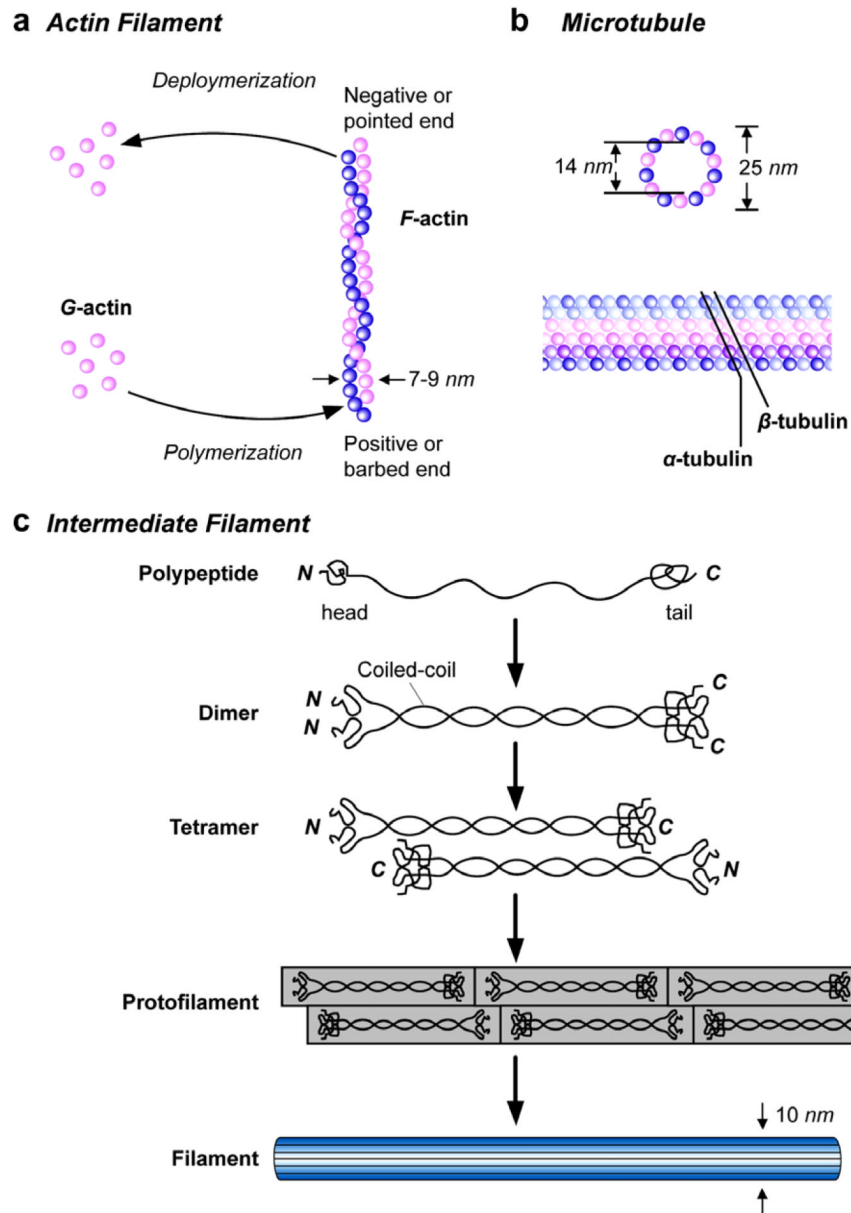 a Actin Filament
Deploymerization
Negative or
pointed end
F-actin
G-actin
7-9 nm
Polymerization
Positive or
barbed end
b Microtubule
14 nm
25 nm
β-tubulin
α-tubulin
c Intermediate Filament
Polypeptide N C
head tail
Coiled-coil
N C
Dimer
N C
Tetramer N C
C N
Protofilament
10 nm
Filament